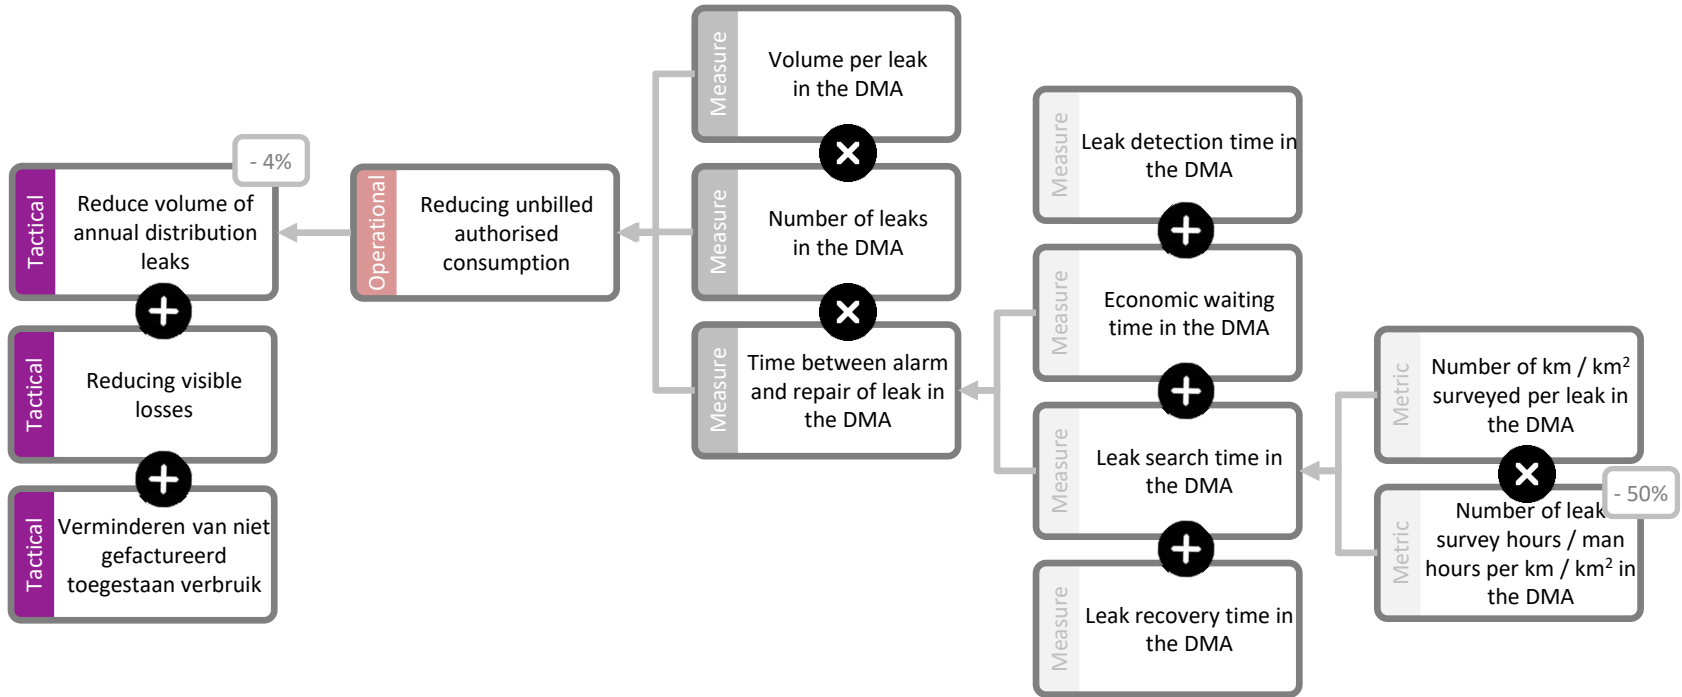 - 4%
Tactical
Reduce volume of
annual distribution
leaks
Tactical
Reducing visible
losses
Tactical
Verminderen van niet
gefactureerd
toegestaan verbruik
Operational
Reducing unbilled
authorised
consumption
Measure
Volume per leak
in the DMA
Measure
Number of leaks
in the DMA
Measure
Time between alarm
and repair of leak in
the DMA
Measure
Leak detection time in
the DMA
Measure
Economic waiting
time in the DMA
Measure
Leak search time in
the DMA
Measure
Leak recovery time in
the DMA
Metric
Number of km / km²
surveyed per leak in
the DMA
- 50%
Metric
Number of leak
survey hours / man
hours per km / km² in
the DMA